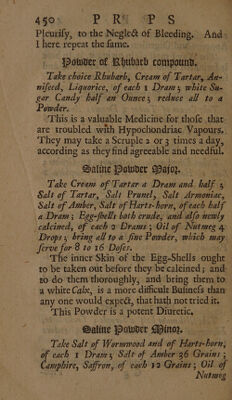 450 PR PS
Pleurisy, to the Neglect of Bleeding. And
I here repeat the same.
Powder of Rhubarb compound.
Take choice Rhubarb, Cream of Tartar, An-
niseed, Liquorice, of each 1 Dram; white Su-
gar Candy half an Ounce; reduce all to a
Powder.
This is a valuable Medicine for those that
are troubled with Hypochondriac Vapours.
They may take a Scruple 2 or 3 times a day,
according as they find agreeable and needful.
Saline Powder Major.
Take Cream of Tartar a Dram and half;
Salt of Tartar, Salt Prunel, Salt Armoniac,
Salt of Amber, Salt of Harts-horn, of each half
a Dram; Egg-shells both crude, and also newly
calcined, of each 2 Drams; Oil of Nutmeg 4
Drops; bring all to a fine Powder, which may
serve for 8 to 16 Doses.
The inner Skin of the Egg-Shells ought
to be taken out before they be calcined; and
to do them thoroughly, and bring them to
a white Calx, is a more difficult Business than
any one would expect, that hath not tried it.
This Powder is a potent Diuretic.
Saline Powder Minor.
Take Salt of Wormwood and of Harts-horn,
of each 1 Dram; Salt of Amber 36 Grains;
Camphire, Saffron, of each 12 Grains; Oil of
Nutmeg